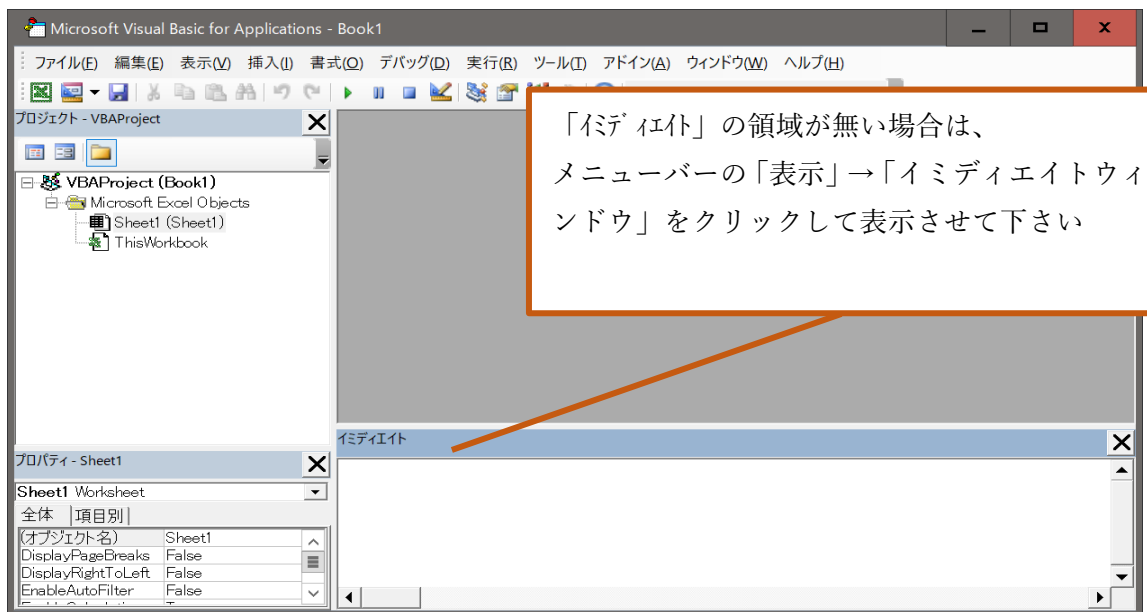 Microsoft Visual Basic for Applications - Book1
ファイル(F) 編集(E) 表示(V) 挿入(I) 書式(O) デバッグ(D) 実行(R) ツール(T) アドイン(A) ウィンドウ(W) ヘルプ(H)
プロジェクト - VBAProject
VBAProject (Book1)
Microsoft Excel Objects
Sheet1 (Sheet1)
ThisWorkbook
「ｲﾐﾃﾞｨｴｲﾄ」の領域が無い場合は、
メニューバーの「表示」→「イミディエイトウィ
ンドウ」をクリックして表示させて下さい
イミディエイト
プロパティ - Sheet1
Sheet1 Worksheet
全体 項目別
(オブジェクト名) Sheet1
DisplayPageBreaks False
DisplayRightToLeft False
EnableAutoFilter False